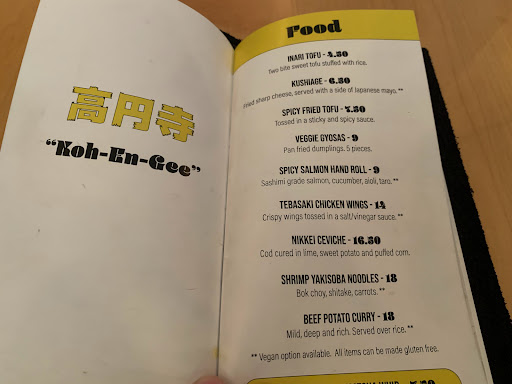 高円寺
"Koh-En-Gee"
Food
INARI TOFU - 4.50
Two bite sweet tofu stuffed with rice.
KUSHIAGE - 6.50
Fried sharp cheese, served with a side of Japanese mayo. **
SPICY FRIED TOFU - 7.50
Tossed in a sticky and spicy sauce.
VEGGIE GYOSAS - 9
Pan fried dumplings. 5 pieces.
SPICY SALMON HAND ROLL - 9
Sashimi grade salmon, cucumber, aioli, taro. **
TEBASAKI CHICKEN WINGS - 14
Crispy wings tossed in a salt/vinegar sauce. **
NIKKEI CEVICHE - 16.50
Cod cured in lime, sweet potato and puffed corn.
SHRIMP YAKISOBA NOODLES - 18
Bok choy, shitake, carrots. **
BEEF POTATO CURRY - 18
Mild, deep and rich. Served over rice. **
** Vegan option available. All items can be made gluten free.